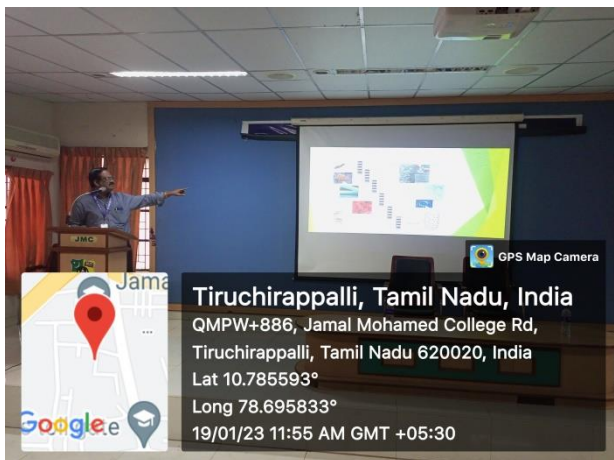 JMC
GPS Map Camera
Jama
Google
Tiruchirappalli, Tamil Nadu, India
QMPW+886, Jamal Mohamed College Rd,
Tiruchirappalli, Tamil Nadu 620020, India
Lat 10.785593°
Long 78.695833°
19/01/23 11:55 AM GMT +05:30